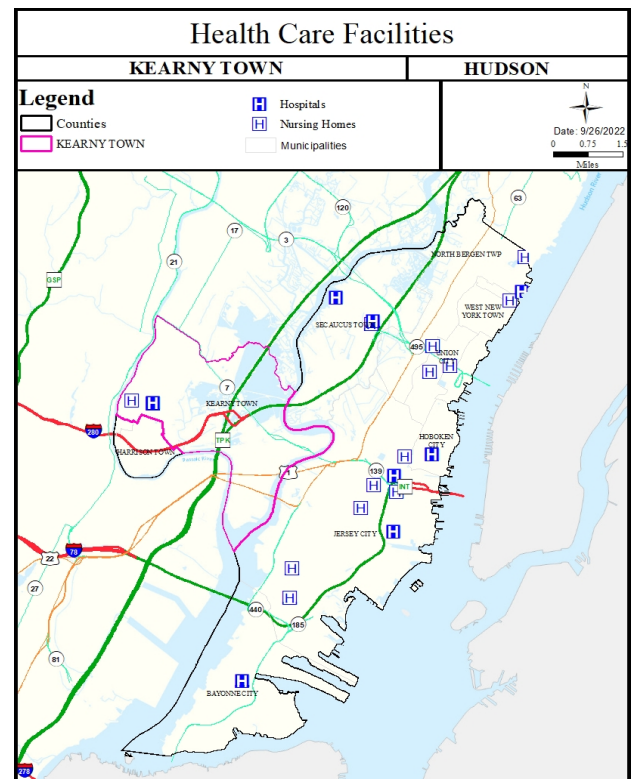 Health Care Facilities
KEARNY TOWN
HUDSON
Legend
Counties
KEARNY TOWN
H Hospitals
H Nursing Homes
Municipalities
N
Date: 9/26/2022
0 0.75 1.5
Miles
63
120
17
3
21
Hudson River
NORTH BERGEN TWP
GSP
H
H
H
WEST NEW
YORK TOWN
H
SECAUCUS TOWN
H
495
H
UNION
CITY
H
H
7
H
H
KEARNY TOWN
280
TPK
HARRISON TOWN
HOBOKEN
CITY
H
H
1
139
H
INT
H
H
H
JERSEY CITY
H
22
78
H
27
H
440
185
81
H
BAYONNE CITY
278